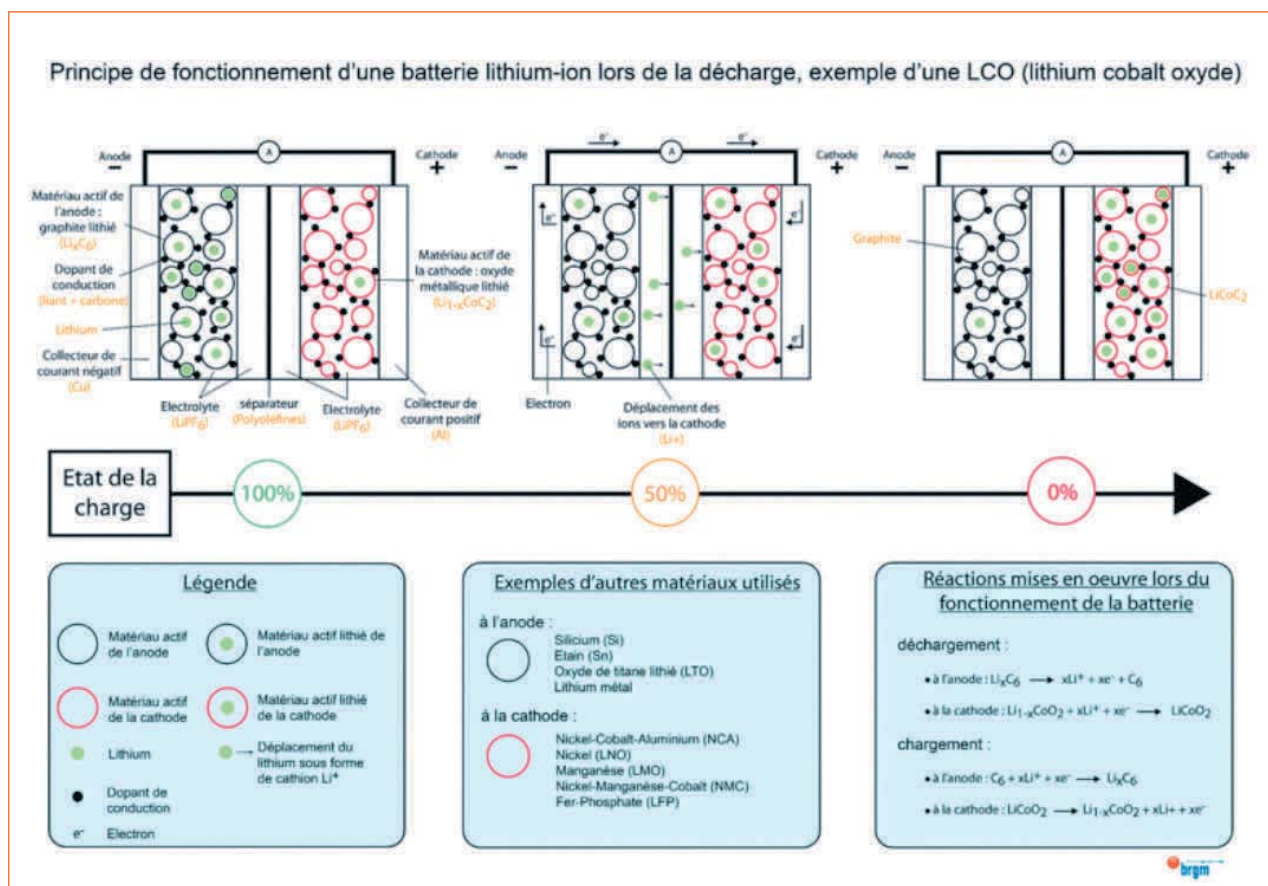 Principe de fonctionnement d'une batterie lithium-ion lors de la décharge, exemple d'une LCO (lithium cobalt oxyde)
Anode
−
A
Cathode
+
Matériau actif de
l'anode :
graphite lithié
(LixC6)
Dopant de
conduction
(liant + carbone)
Lithium
Collecteur de
courant négatif
(Cu)
Electrolyte
(LiPF6)
séparateur
(Polyoléfines)
Electrolyte
(LiPF6)
Collecteur de
courant positif
(Al)
Matériau actif de
la cathode : oxyde
métallique lithié
(Li1-xCoC2)
e-
e-
Anode
−
A
Cathode
+
e-
e-
e-
e-
Electron
Déplacement des
ions vers la cathode
(Li+)
Anode
−
A
Cathode
+
Graphite
LiCoC2
Etat de la
charge
100%
50%
0%
Légende
Matériau actif
de l'anode
Matériau actif lithié de
l'anode
Matériau actif
de la cathode
Matériau actif lithié
de la cathode
Lithium
Déplacement du
lithium sous forme
de cathion Li+
Dopant de
conduction
e- Electron
Exemples d'autres matériaux utilisés
à l'anode :
Silicium (Si)
Etain (Sn)
Oxyde de titane lithié (LTO)
Lithium métal
à la cathode :
Nickel-Cobalt-Aluminium (NCA)
Nickel (LNO)
Manganèse (LMO)
Nickel-Manganèse-Cobalt (NMC)
Fer-Phosphate (LFP)
Réactions mises en oeuvre lors du
fonctionnement de la batterie
déchargement :
• à l'anode : LixC6 → xLi+ + xe- + C6
• à la cathode : Li1-xCoO2 + xLi+ + xe- → LiCoO2
chargement :
• à l'anode : C6 + xLi+ + xe- → LixC6
• à la cathode : LiCoO2 → Li1-xCoO2 + xLi+ + xe-
brgm